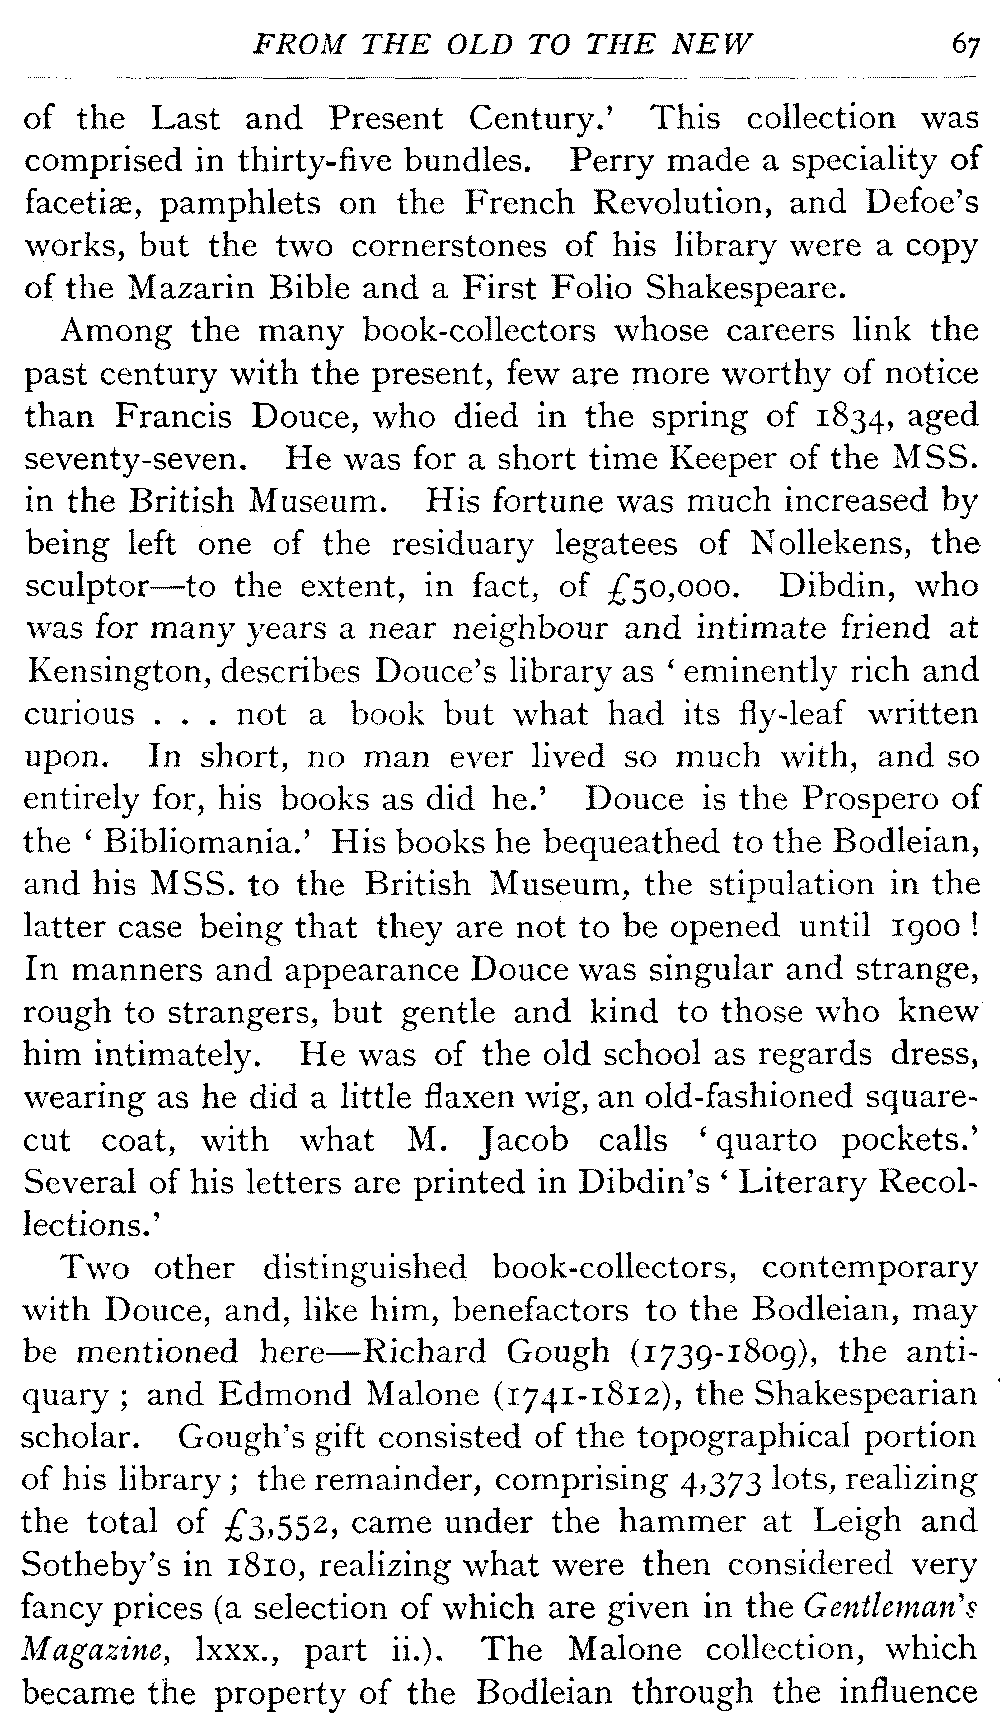 FROM THE OLD TO THE NEW 67
of the Last and Present Century.’ This collection was
comprised in thirty-five bundles. Perry made a speciality of
facetiæ, pamphlets on the French Revolution, and Defoe’s
works, but the two cornerstones of his library were a copy
of the Mazarin Bible and a First Folio Shakespeare.
Among the many book-collectors whose careers link the
past century with the present, few are more worthy of notice
than Francis Douce, who died in the spring of 1834, aged
seventy-seven. He was for a short time Keeper of the MSS.
in the British Museum. His fortune was much increased by
being left one of the residuary legatees of Nollekens, the
sculptor—to the extent, in fact, of £50,000. Dibdin, who
was for many years a near neighbour and intimate friend at
Kensington, describes Douce’s library as ‘ eminently rich and
curious . . . not a book but what had its fly-leaf written
upon. In short, no man ever lived so much with, and so
entirely for, his books as did he.’ Douce is the Prospero of
the ‘ Bibliomania.’ His books he bequeathed to the Bodleian,
and his MSS. to the British Museum, the stipulation in the
latter case being that they are not to be opened until 1900 !
In manners and appearance Douce was singular and strange,
rough to strangers, but gentle and kind to those who knew
him intimately. He was of the old school as regards dress,
wearing as he did a little flaxen wig, an old-fashioned square-
cut coat, with what M. Jacob calls ‘ quarto pockets.’
Several of his letters are printed in Dibdin’s ‘ Literary Recol-
lections.’
Two other distinguished book-collectors, contemporary
with Douce, and, like him, benefactors to the Bodleian, may
be mentioned here—Richard Gough (1739-1809), the anti-
quary ; and Edmond Malone (1741-1812), the Shakespearian
scholar. Gough’s gift consisted of the topographical portion
of his library ; the remainder, comprising 4,373 lots, realizing
the total of £3,552, came under the hammer at Leigh and
Sotheby’s in 1810, realizing what were then considered very
fancy prices (a selection of which are given in the Gentleman’s
Magazine, lxxx., part ii.). The Malone collection, which
became the property of the Bodleian through the influence